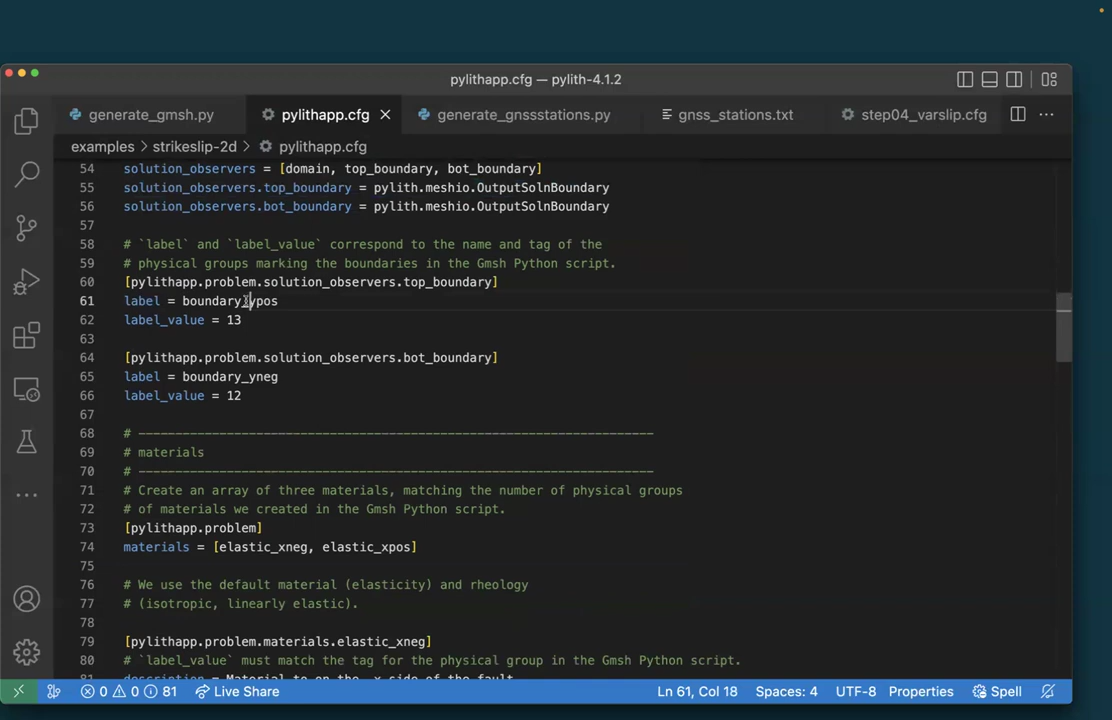 pylithapp.cfg — pylith-4.1.2
generate_gmsh.py
pylithapp.cfg
generate_gnssstations.py
gnss_stations.txt
step04_varslip.cfg
examples > strikeslip-2d > pylithapp.cfg
54 solution_observers = [domain, top_boundary, bot_boundary]
55 solution_observers.top_boundary = pylith.meshio.OutputSolnBoundary
56 solution_observers.bot_boundary = pylith.meshio.OutputSolnBoundary
57
58 # `label` and `label_value` correspond to the name and tag of the
59 # physical groups marking the boundaries in the Gmsh Python script.
60 [pylithapp.problem.solution_observers.top_boundary]
61 label = boundary_ypos
62 label_value = 13
63
64 [pylithapp.problem.solution_observers.bot_boundary]
65 label = boundary_yneg
66 label_value = 12
67
68 # ----------------------------------------------------------------------
69 # materials
70 # ----------------------------------------------------------------------
71 # Create an array of three materials, matching the number of physical groups
72 # of materials we created in the Gmsh Python script.
73 [pylithapp.problem]
74 materials = [elastic_xneg, elastic_xpos]
75
76 # We use the default material (elasticity) and rheology
77 # (isotropic, linearly elastic).
78
79 [pylithapp.problem.materials.elastic_xneg]
80 # `label_value` must match the tag for the physical group in the Gmsh Python script.
81 description = Material to on the -x side of the fault
0 0 81 Live Share Ln 61, Col 18 Spaces: 4 UTF-8 Properties Spell